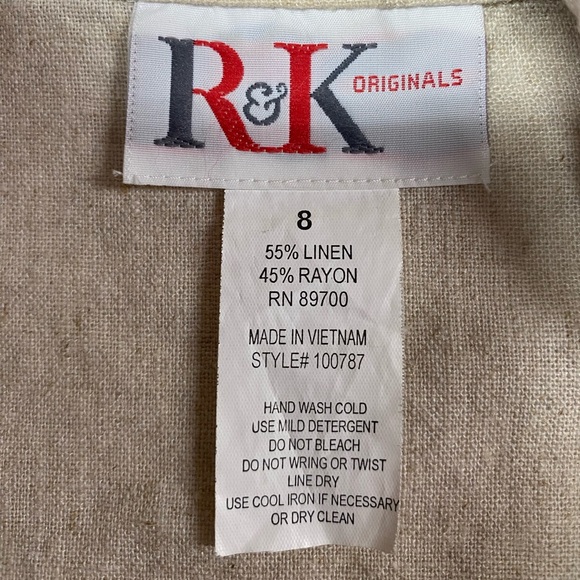 R&K ORIGINALS
8
55% LINEN
45% RAYON
RN 89700
MADE IN VIETNAM
STYLE# 100787
HAND WASH COLD
USE MILD DETERGENT
DO NOT BLEACH
DO NOT WRING OR TWIST
LINE DRY
USE COOL IRON IF NECESSARY
OR DRY CLEAN